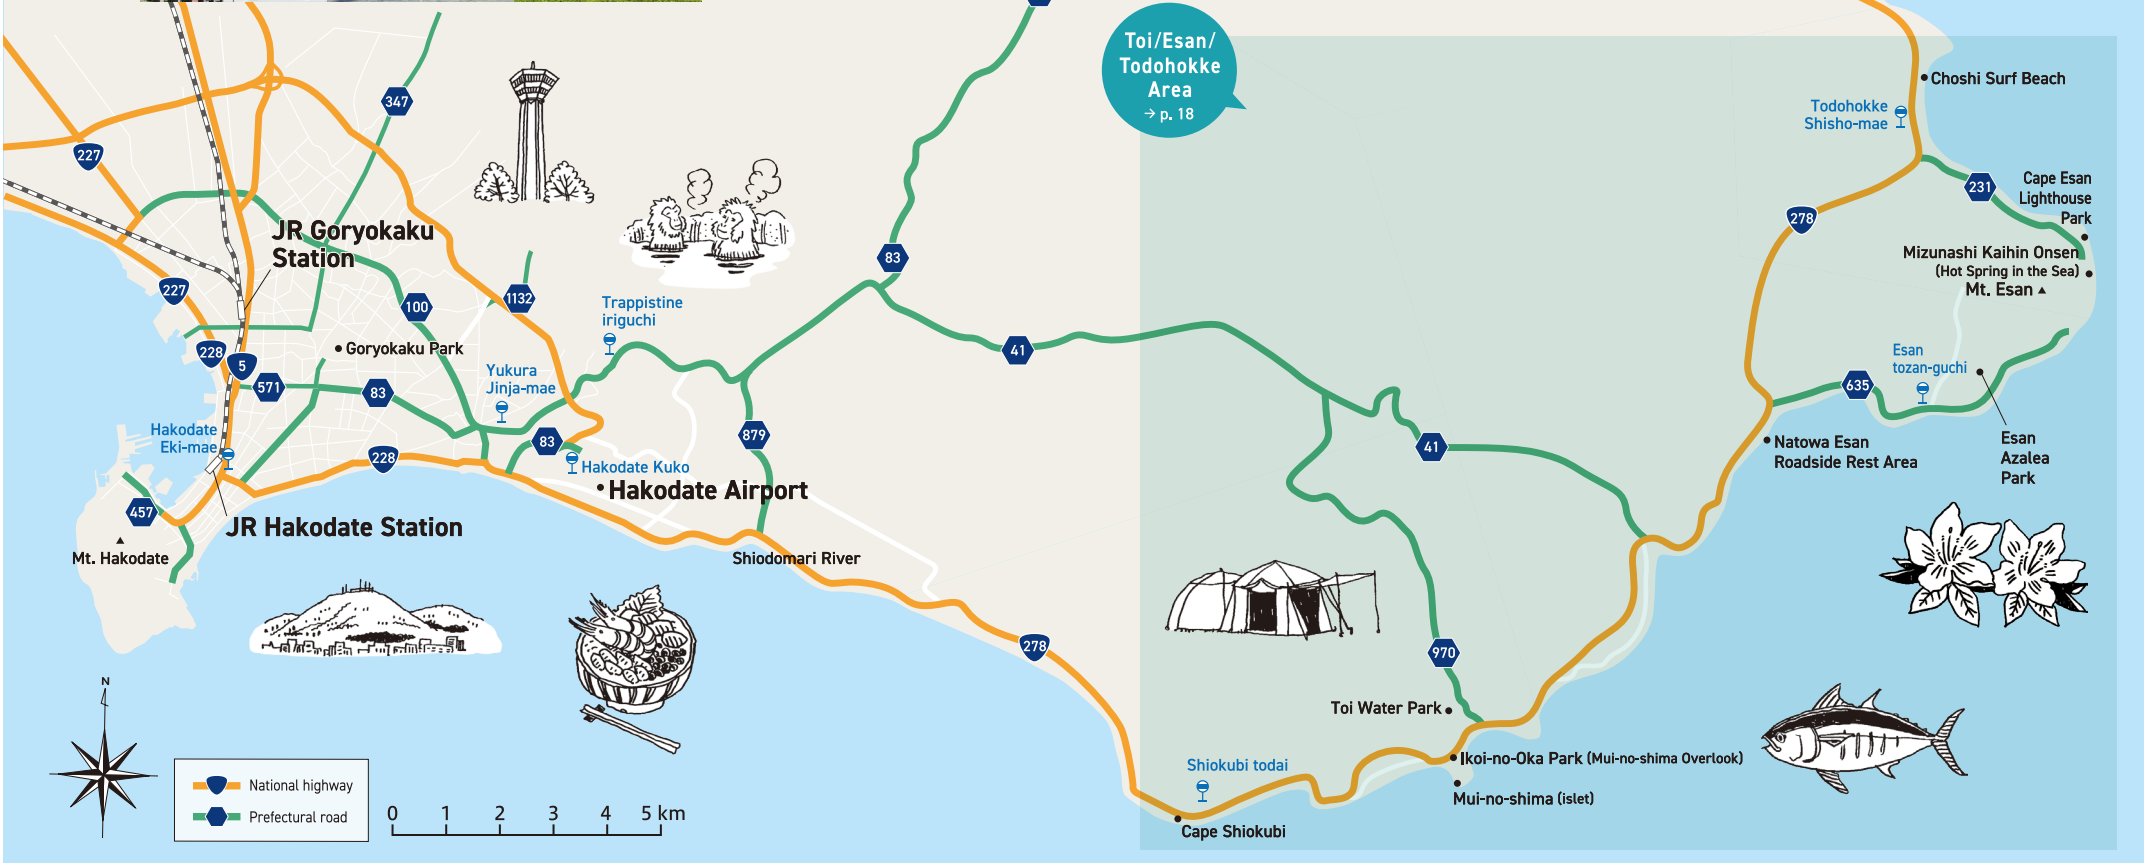 Toi/Esan/
Todohokke
Area
→ p. 18
Choshi Surf Beach
Todohokke
Shisho-mae
347
227
231
Cape Esan
Lighthouse
Park
278
JR Goryokaku
Station
Mizunashi Kaihin Onsen
(Hot Spring in the Sea)
Mt. Esan
83
227
100
1132
Trappistine
iriguchi
228
5
Goryokaku Park
41
Esan
tozan-guchi
Yukura
Jinja-mae
571
83
635
Hakodate
Eki-mae
83
879
41
Natowa Esan
Roadside Rest Area
Esan
Azalea
Park
228
Hakodate Kuko
Hakodate Airport
457
JR Hakodate Station
Mt. Hakodate
Shiodomari River
278
970
N
Toi Water Park
Ikoi-no-Oka Park (Mui-no-shima Overlook)
Shiokubi todai
Mui-no-shima (islet)
Cape Shiokubi
National highway
Prefectural road
0 1 2 3 4 5 km